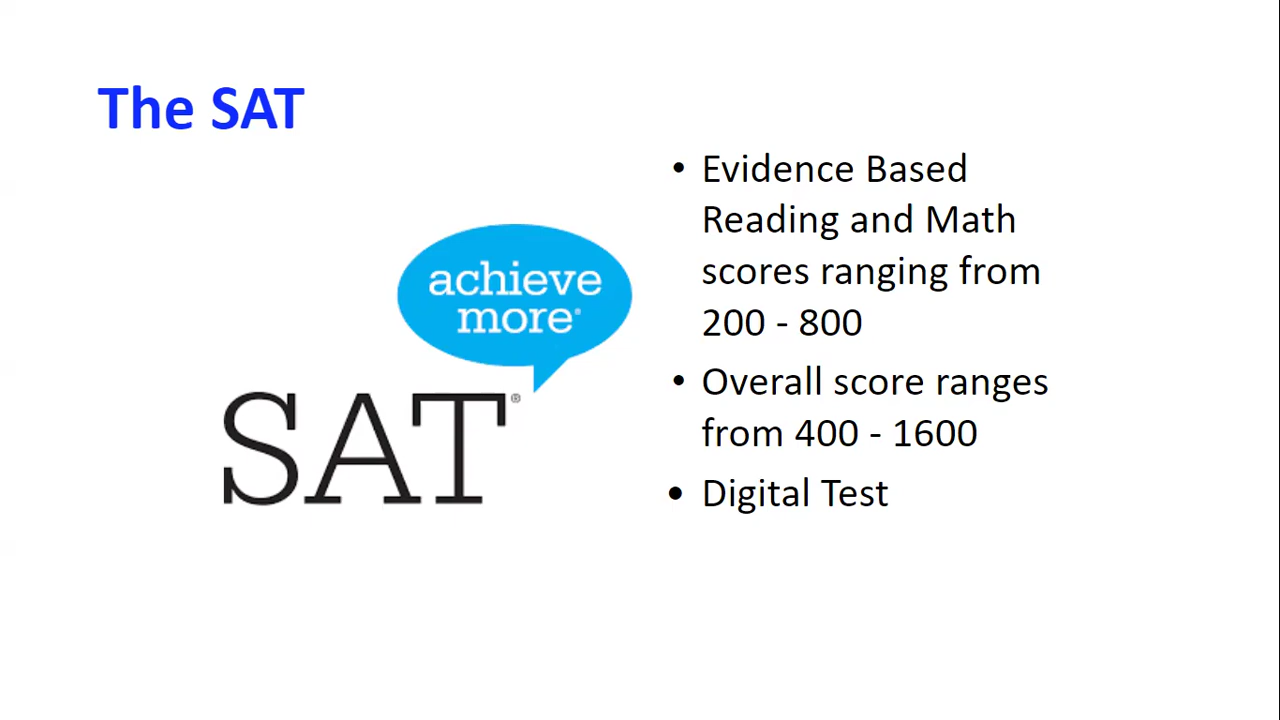 The SAT
achieve
more®
SAT®
• Evidence Based
Reading and Math
scores ranging from
200 - 800
• Overall score ranges
from 400 - 1600
• Digital Test